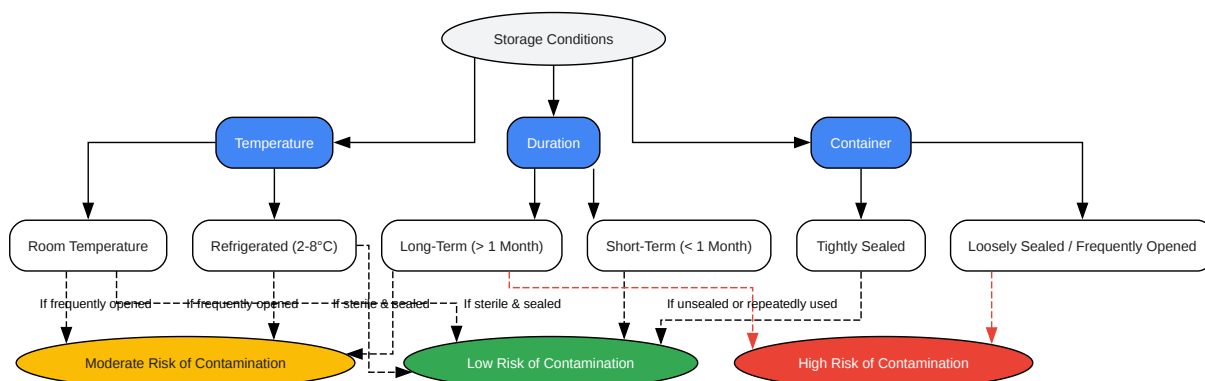 Storage Conditions
Temperature
Duration
Container
Room Temperature
Refrigerated (2-8°C)
Long-Term (> 1 Month)
Short-Term (< 1 Month)
Tightly Sealed
Loosely Sealed / Frequently Opened
If frequently opened
If frequently opened
If sterile & sealed
If sterile & sealed
If unsealed or repeatedly used
Moderate Risk of Contamination
Low Risk of Contamination
High Risk of Contamination